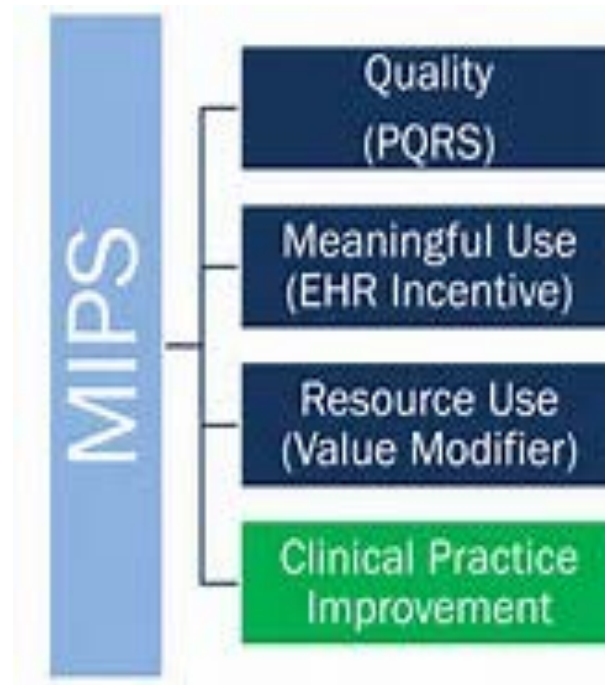 MIPS
Quality
(PQRS)
Meaningful Use
(EHR Incentive)
Resource Use
(Value Modifier)
Clinical Practice
Improvement